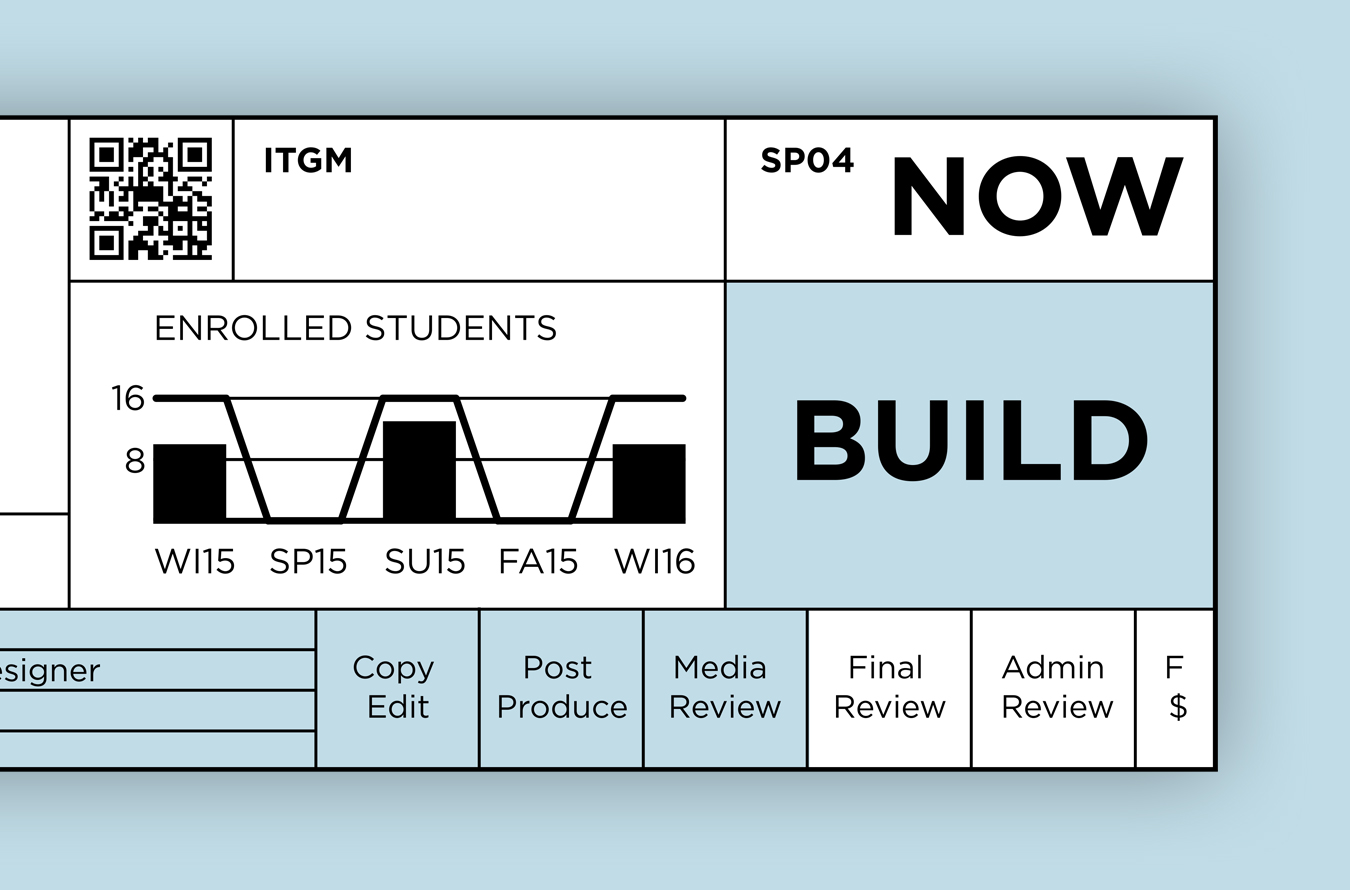 ITGM
SP04
NOW
ENROLLED STUDENTS
16
8
WI15 SP15 SU15 FA15 WI16
BUILD
esigner
Copy
Edit
Post
Produce
Media
Review
Final
Review
Admin
Review
F
$